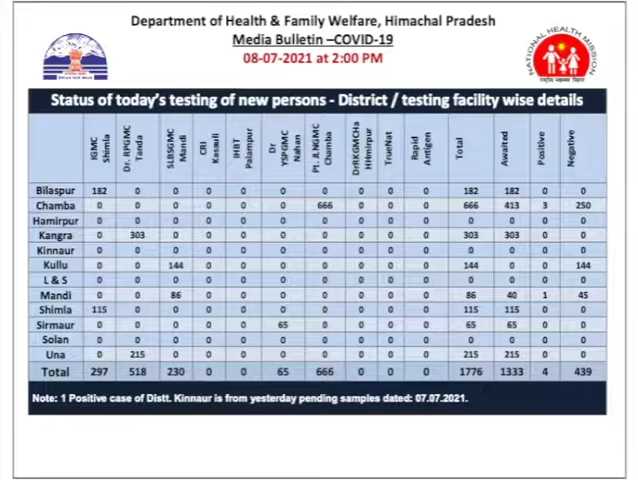 Department of Health & Family Welfare, Himachal Pradesh
Media Bulletin –COVID-19
08-07-2021 at 2:00 PM
NATIONAL HEALTH MISSION
Status of today's testing of new persons - District / testing facility wise details
IGMC Shimla Dr. RPGMC Tanda SLBSGMC Mandi CRI Kasauli IHBT Palampur Dr YSPGMC Nahan Pt. JLNGMC Chamba DrRKGMCHa HHmirpur TrueNat Rapid Antigen Total Awaited Positive Negative
Bilaspur 182 0 0 0 0 0 0 0 0 0 182 182 0 0
Chamba 0 0 0 0 0 0 666 0 0 0 666 413 3 250
Hamirpur 0 0 0 0 0 0 0 0 0 0 0 0 0 0
Kangra 0 303 0 0 0 0 0 0 0 0 303 303 0 0
Kinnaur 0 0 0 0 0 0 0 0 0 0 0 0 0 0
Kullu 0 0 144 0 0 0 0 0 0 0 144 0 0 144
L & S 0 0 0 0 0 0 0 0 0 0 0 0 0 0
Mandi 0 0 86 0 0 0 0 0 0 0 86 40 1 45
Shimla 115 0 0 0 0 0 0 0 0 0 115 115 0 0
Sirmaur 0 0 0 0 0 65 0 0 0 0 65 65 0 0
Solan 0 0 0 0 0 0 0 0 0 0 0 0 0 0
Una 0 215 0 0 0 0 0 0 0 0 215 215 0 0
Total 297 518 230 0 0 65 666 0 0 0 1776 1333 4 439
Note: 1 Positive case of Distt. Kinnaur is from yesterday pending samples dated: 07.07.2021.